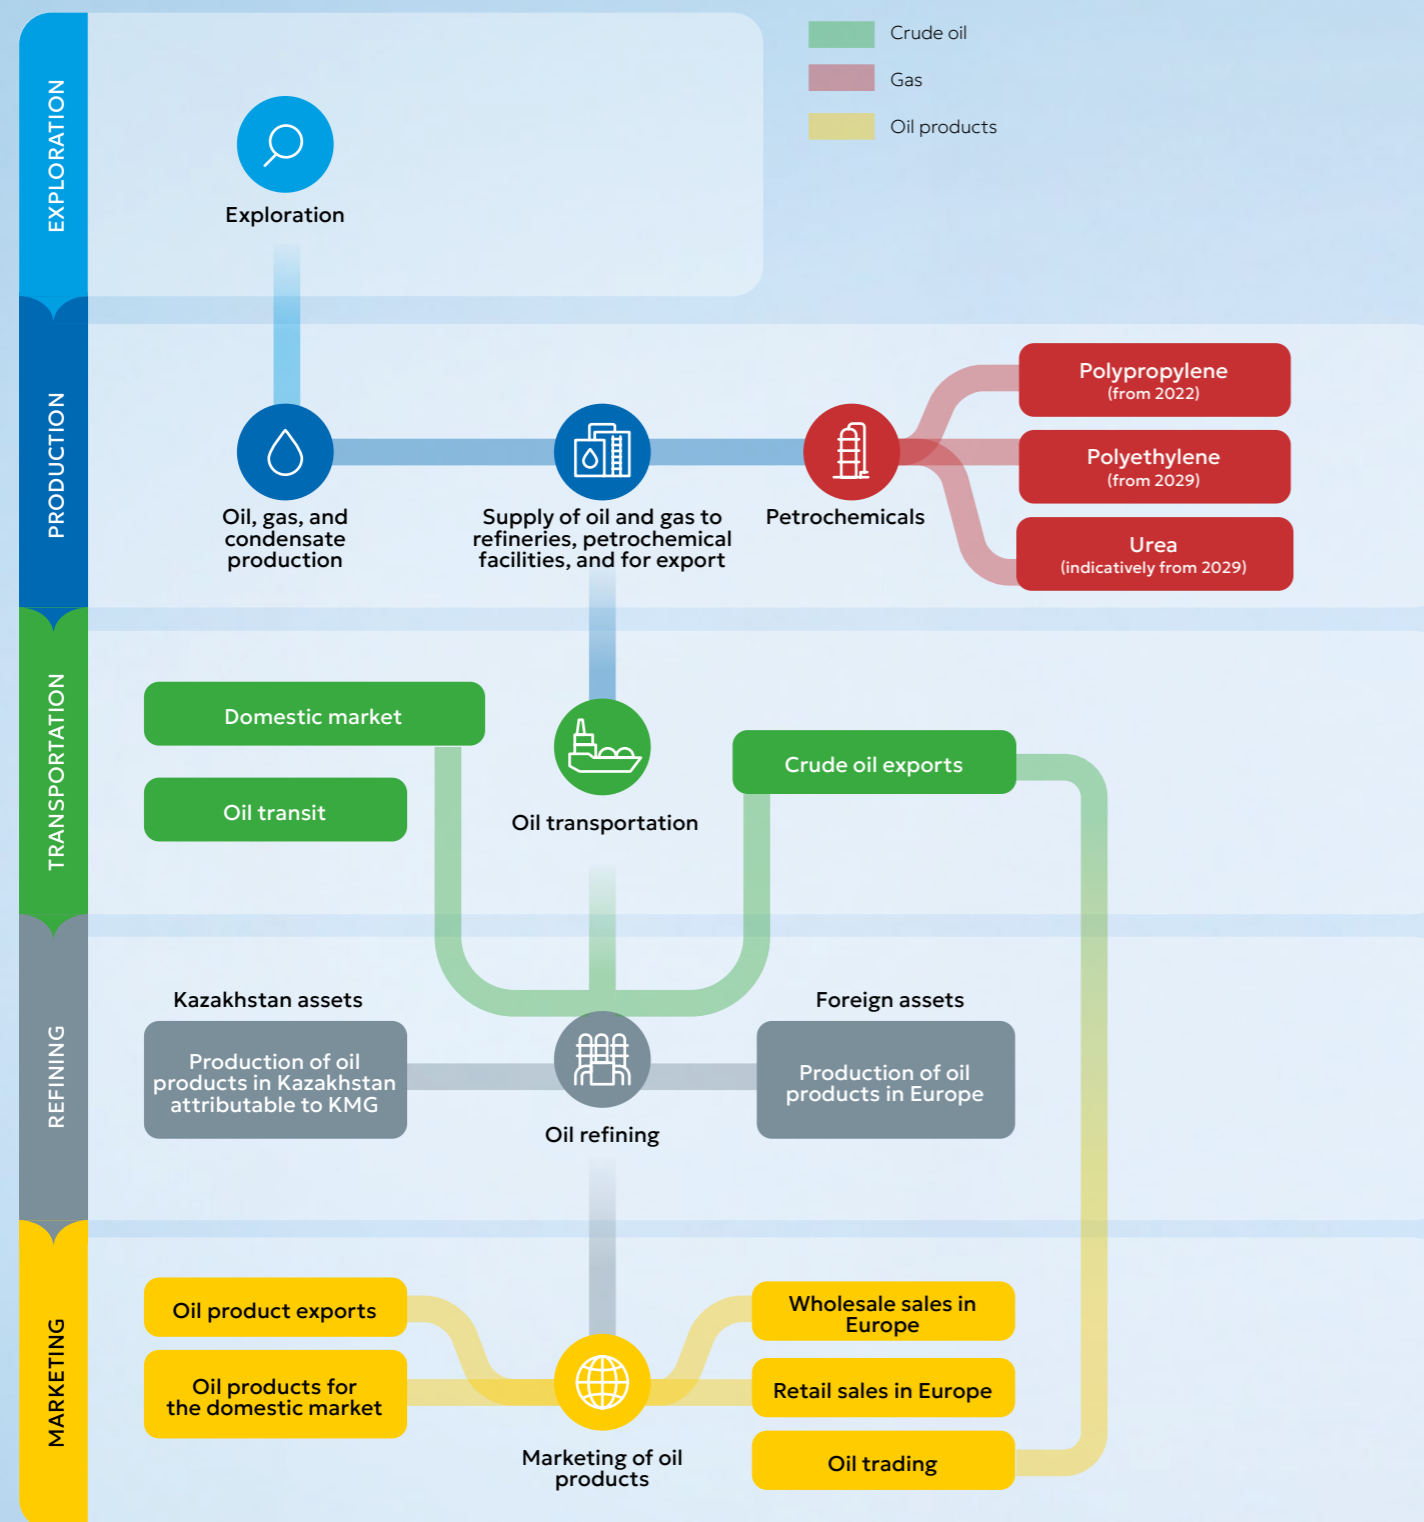 EXPLORATION
Crude oil
Gas
Oil products
Exploration
PRODUCTION
Polypropylene
(from 2022)
Polyethylene
(from 2029)
Urea
(indicatively from 2029)
Oil, gas, and
condensate
production
Supply of oil and gas to
refineries, petrochemical
facilities, and for export
Petrochemicals
TRANSPORTATION
Domestic market
Oil transit
Oil transportation
Crude oil exports
REFINING
Kazakhstan assets
Production of oil
products in Kazakhstan
attributable to KMG
Oil refining
Foreign assets
Production of oil
products in Europe
MARKETING
Oil product exports
Oil products for
the domestic market
Marketing of oil
products
Wholesale sales in
Europe
Retail sales in Europe
Oil trading